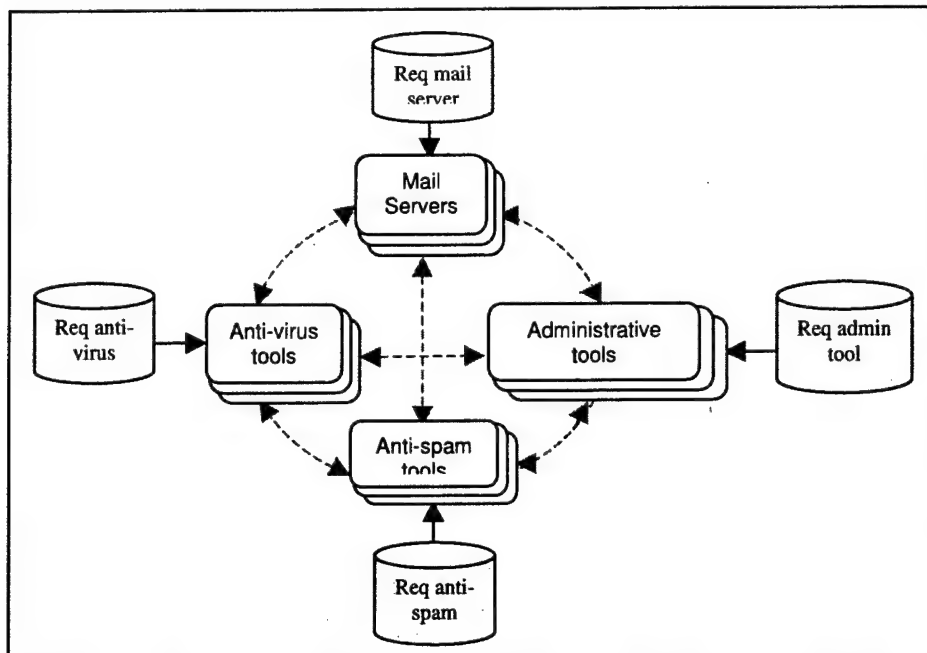 Req mail
server
Mail
Servers
Req anti-
virus
Anti-virus
tools
Administrative
tools
Req admin
tool
Anti-spam
tools
Req anti-
spam